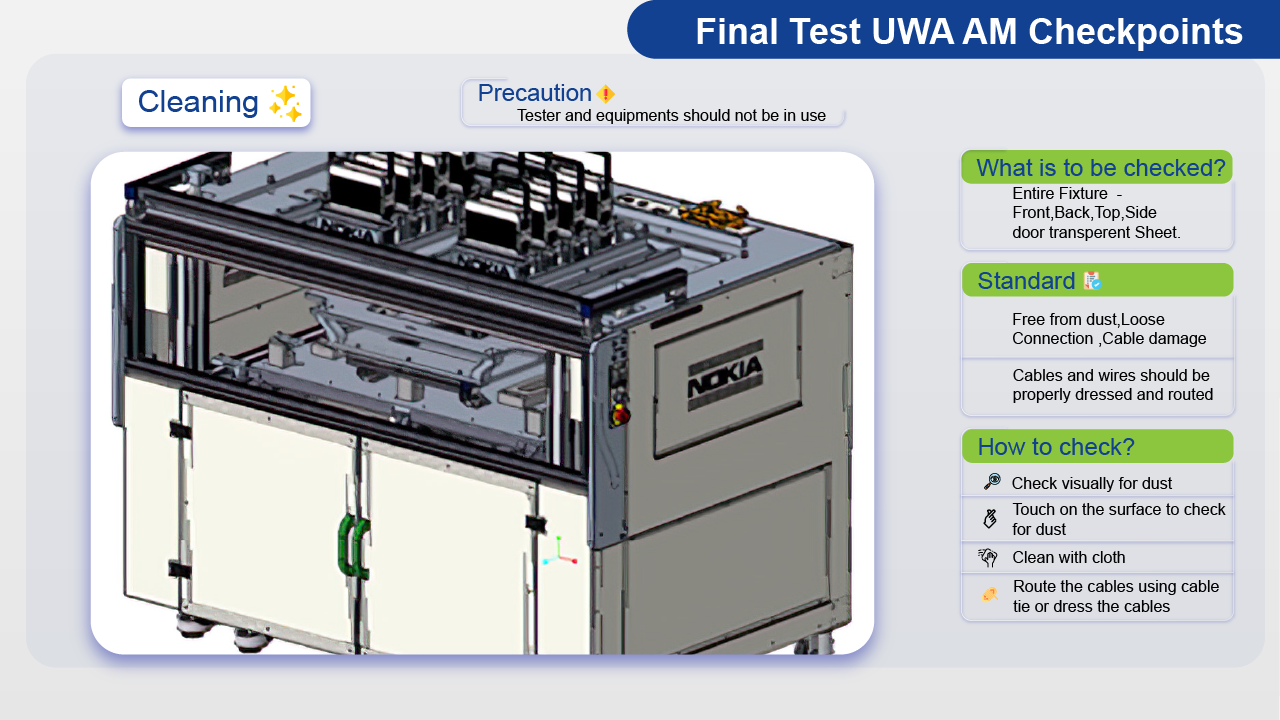 Final Test UWA AM Checkpoints
Cleaning
Precaution
Tester and equipments should not be in use
What is to be checked?
Entire Fixture -
Front,Back,Top,Side
door transperent Sheet.
Standard
Free from dust,Loose
Connection ,Cable damage
Cables and wires should be
properly dressed and routed
How to check?
Check visually for dust
Touch on the surface to check
for dust
Clean with cloth
Route the cables using cable
tie or dress the cables
NOKIA